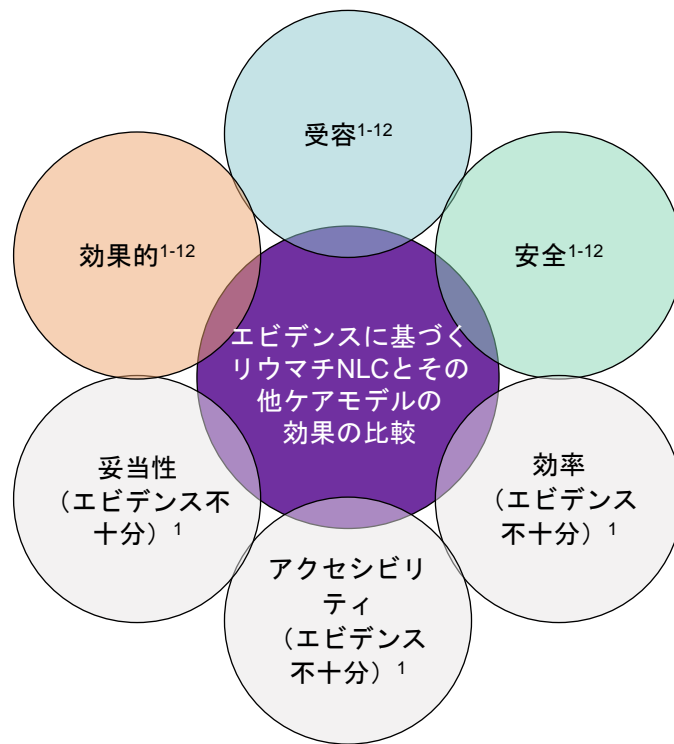 受容1-12
効果的1-12
安全1-12
エビデンスに基づく
リウマチNLCとその
他ケアモデルの
効果の比較
妥当性
（エビデンス不
十分）1
効率
（エビデンス
不十分）1
アクセシビリ
ティ
（エビデンス
不十分）1